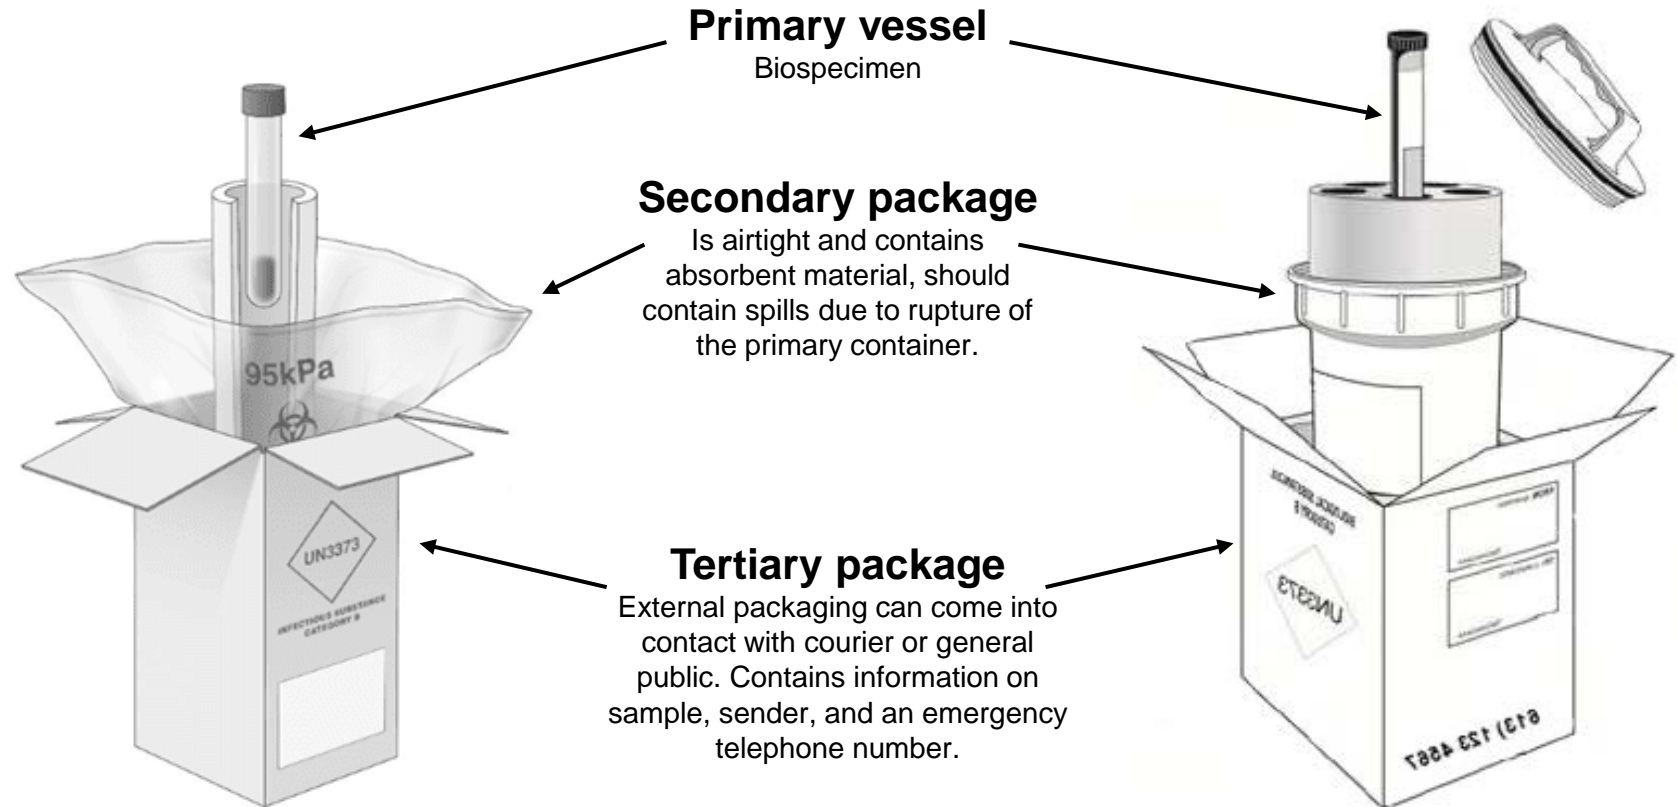 Primary vessel
Biospecimen
Secondary package
Is airtight and contains
absorbent material, should
contain spills due to rupture of
the primary container.
95kPa
Tertiary package
External packaging can come into
contact with courier or general
public. Contains information on
sample, sender, and an emergency
telephone number.
UN3373
INFECTIOUS SUBSTANCE
CATEGORY B
UN3373
613) 123 4567